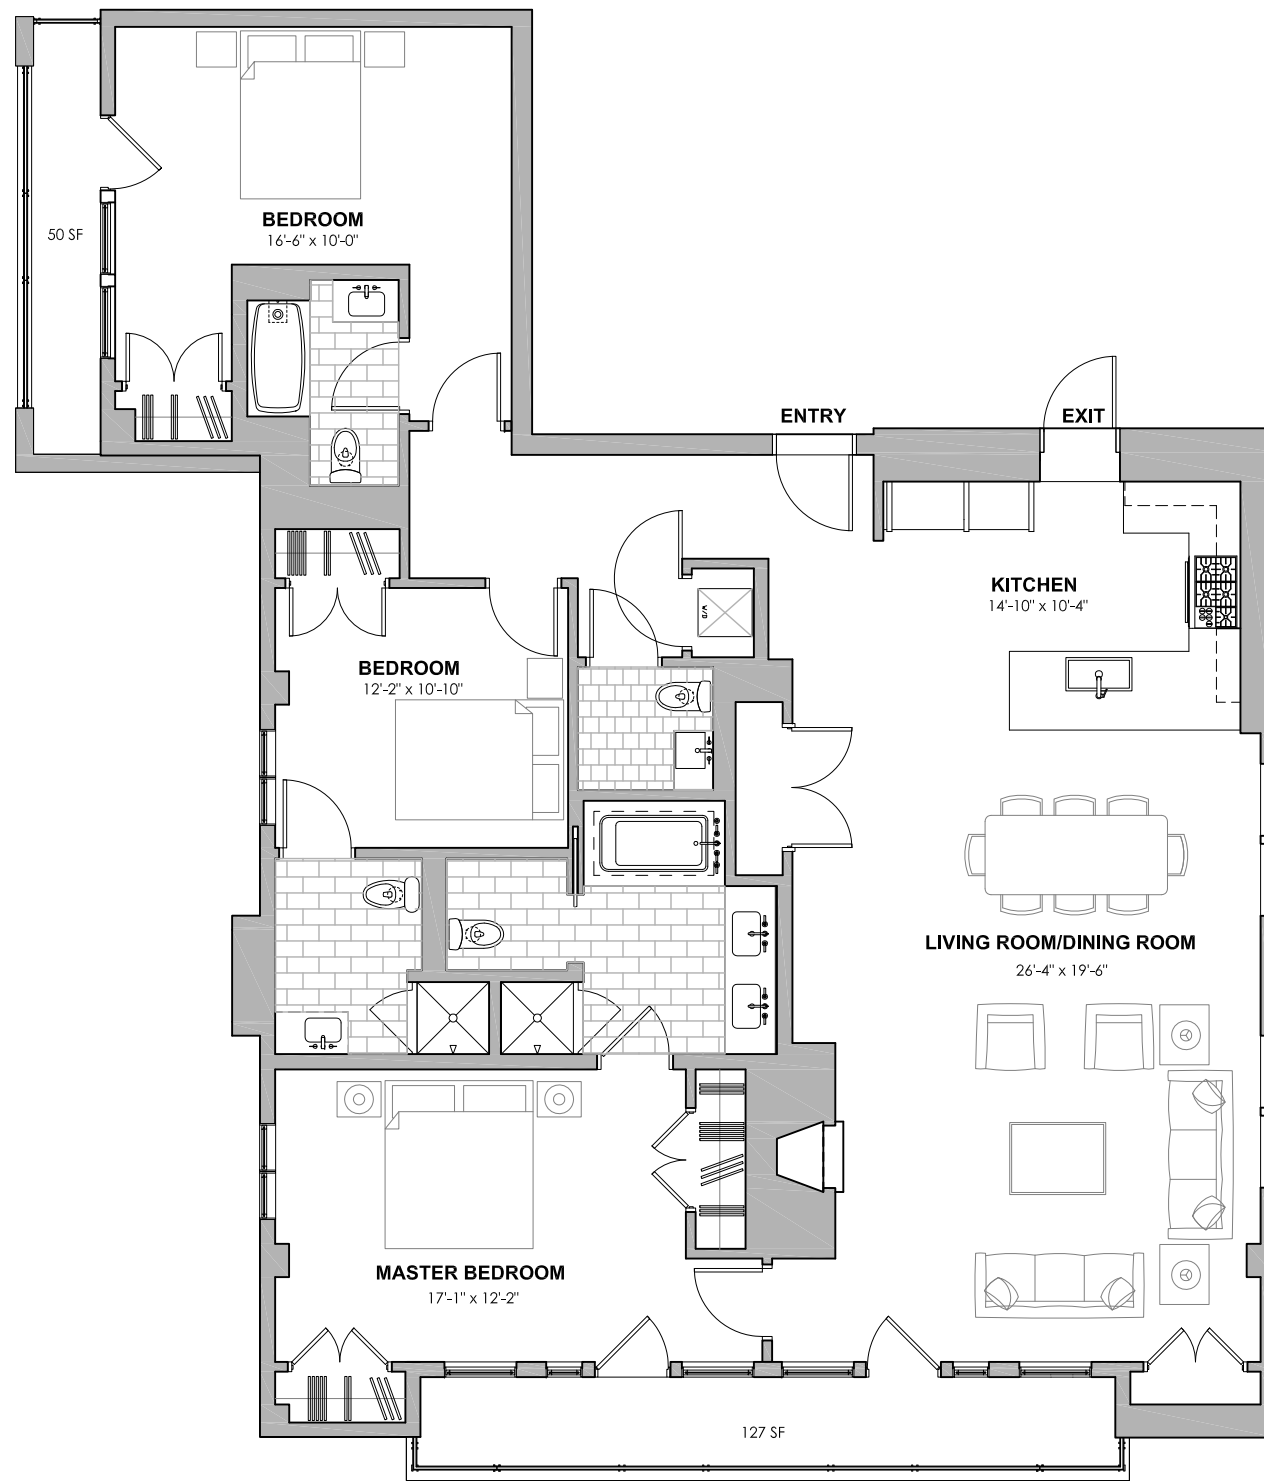 BEDROOM
16'-6" x 10'-0"
50 SF
ENTRY
EXIT
KITCHEN
14'-10" x 10'-4"
W/D
BEDROOM
12'-2" x 10'-10"
LIVING ROOM/DINING ROOM
26'-4" x 19'-6"
MASTER BEDROOM
17'-1" x 12'-2"
127 SF